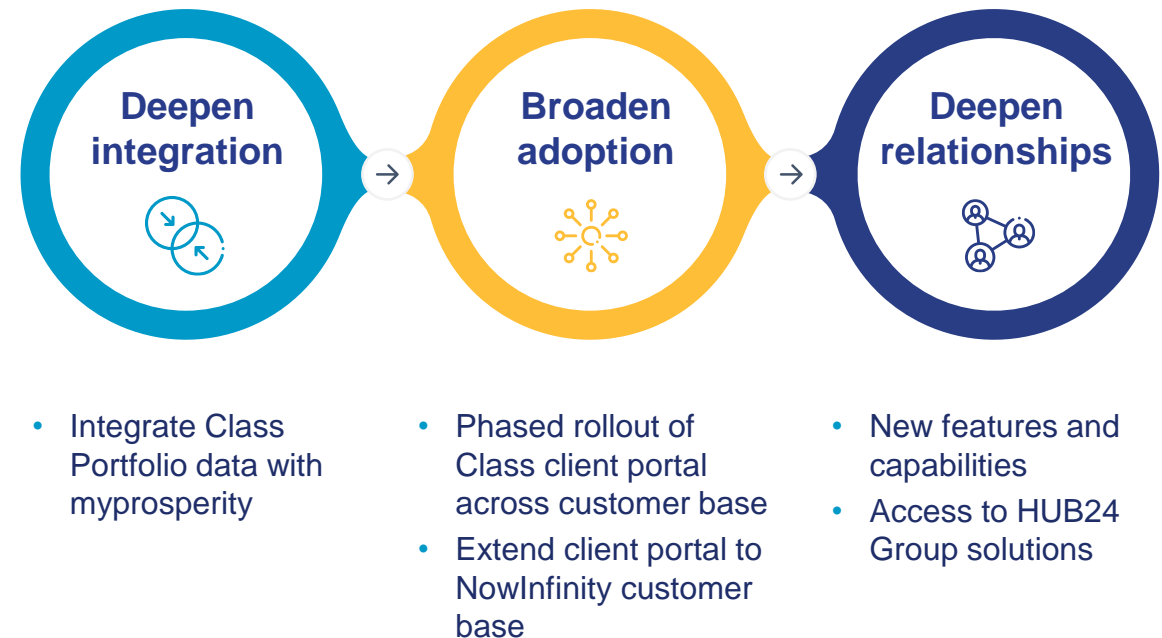 Deepen
integration
Broaden
adoption
Deepen
relationships
• Integrate Class
Portfolio data with
myprosperity
• Phased rollout of
Class client portal
across customer base
• Extend client portal to
NowInfinity customer
base
• New features and
capabilities
• Access to HUB24
Group solutions